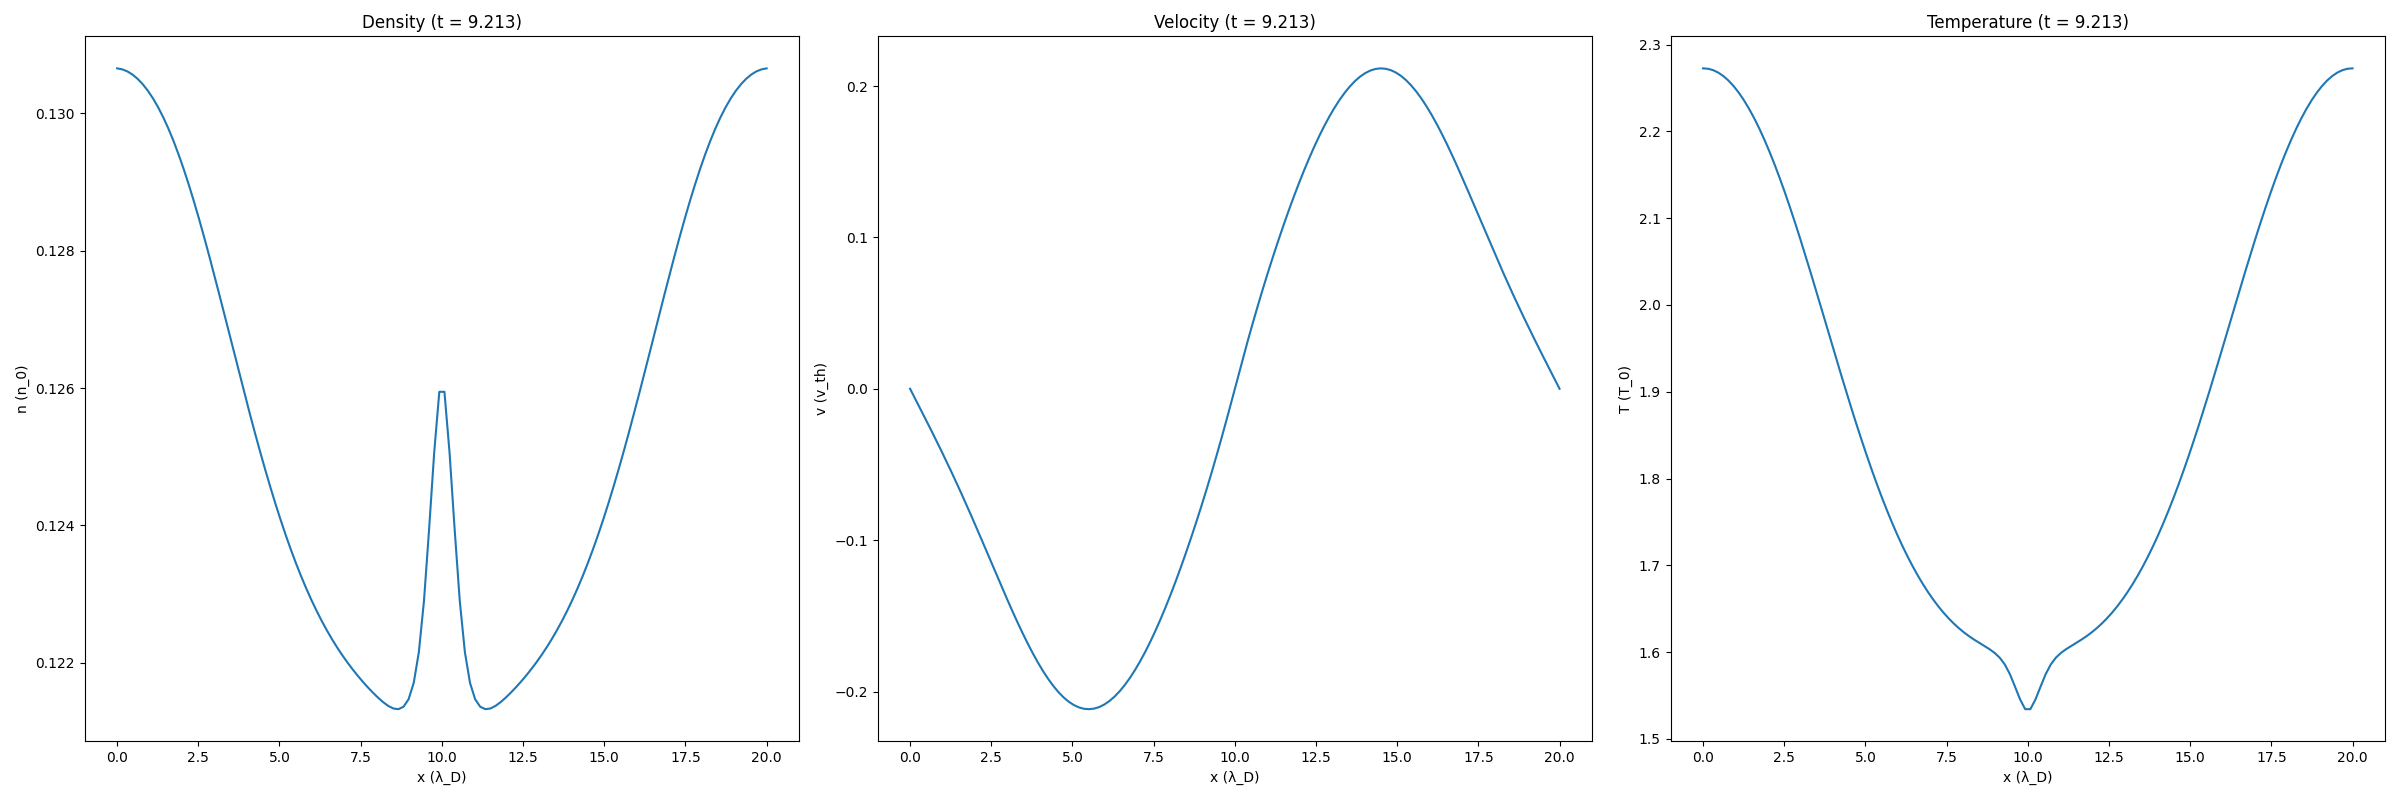 Density (t = 9.213)
n (n_0)
0.130
0.128
0.126
0.124
0.122
0.0 2.5 5.0 7.5 10.0 12.5 15.0 17.5 20.0
x (λ_D)
Velocity (t = 9.213)
v (v_th)
0.2
0.1
0.0
−0.1
−0.2
0.0 2.5 5.0 7.5 10.0 12.5 15.0 17.5 20.0
x (λ_D)
Temperature (t = 9.213)
T (T_0)
2.3
2.2
2.1
2.0
1.9
1.8
1.7
1.6
1.5
0.0 2.5 5.0 7.5 10.0 12.5 15.0 17.5 20.0
x (λ_D)